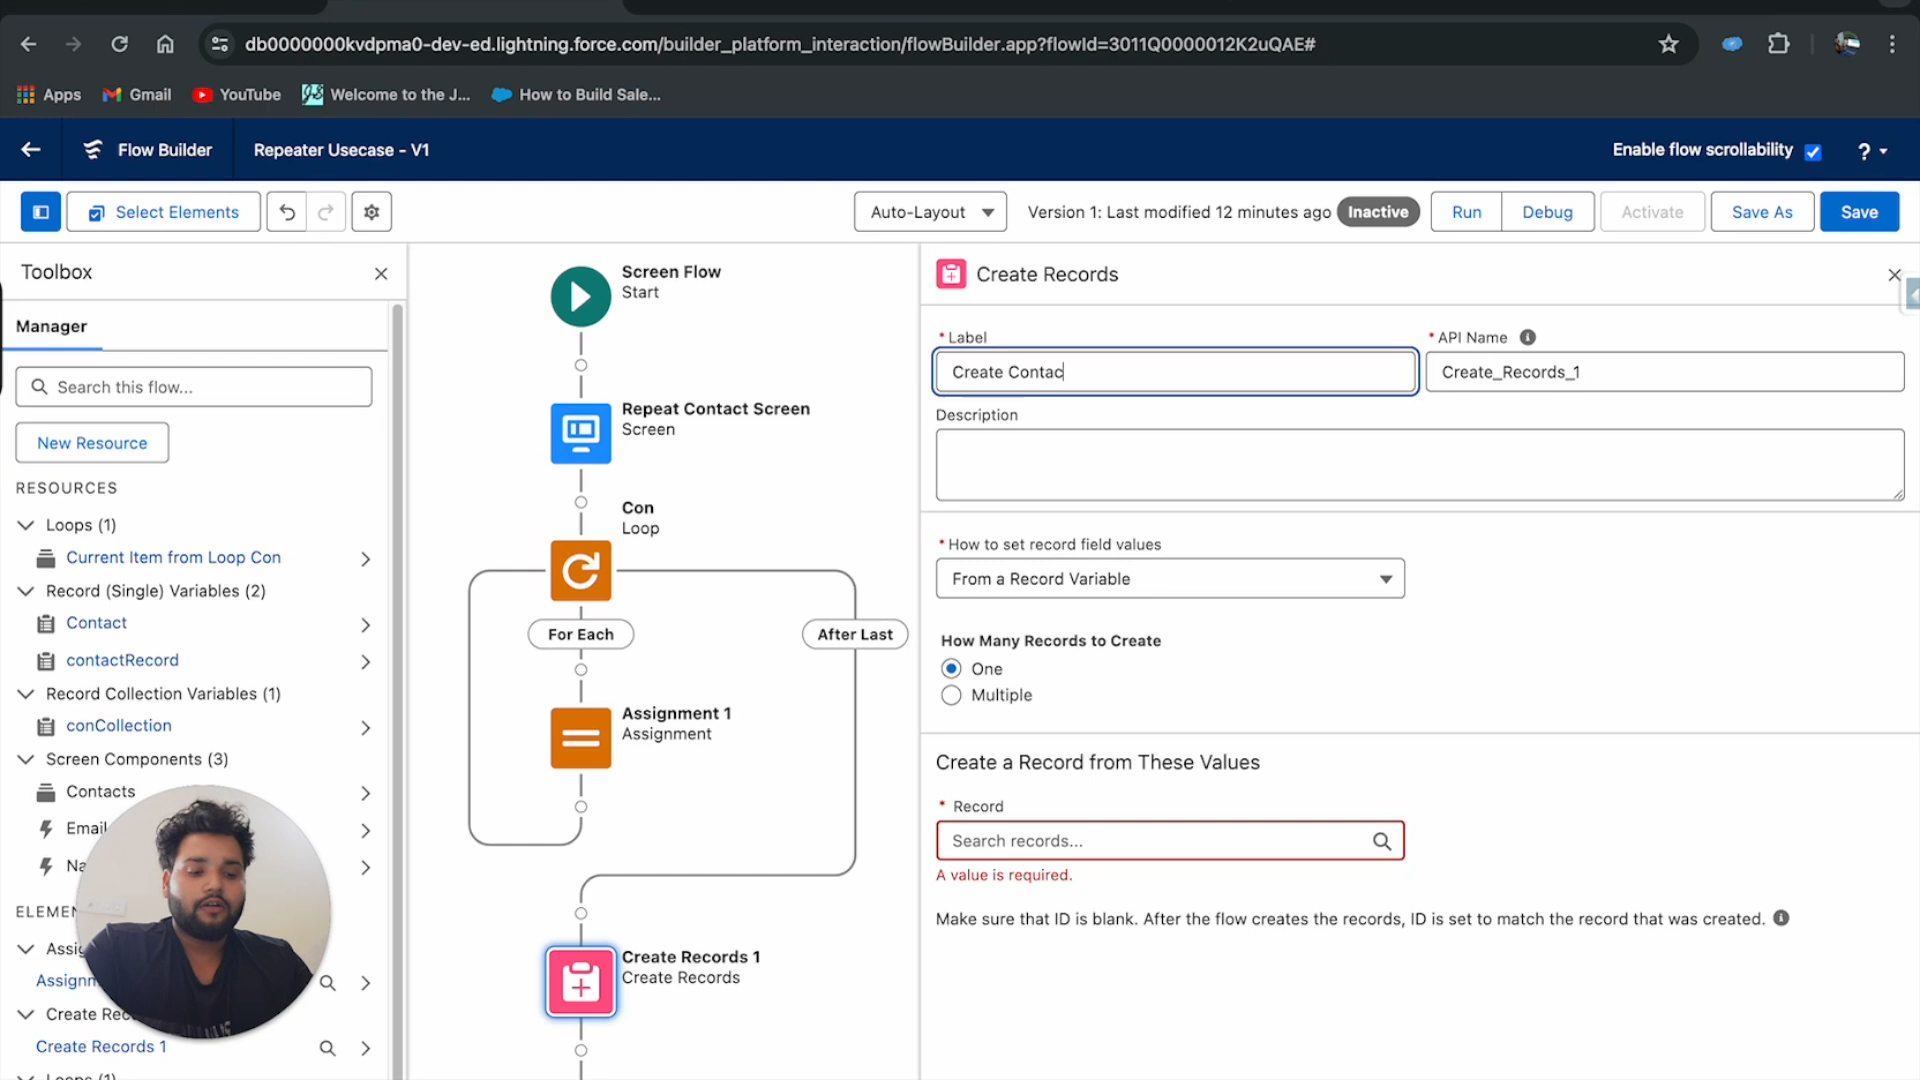 db0000000kvdpma0-dev-ed.lightning.force.com/builder_platform_interaction/flowBuilder.app?flowId=3011Q0000012K2uQAE#
Apps
Gmail
YouTube
Welcome to the J...
How to Build Sale...
Flow Builder
Repeater Usecase - V1
Enable flow scrollability
?
Select Elements
Auto-Layout
Version 1: Last modified 12 minutes ago
Inactive
Run
Debug
Activate
Save As
Save
Toolbox
Manager
Search this flow...
New Resource
RESOURCES
Loops (1)
Current Item from Loop Con
Record (Single) Variables (2)
Contact
contactRecord
Record Collection Variables (1)
conCollection
Screen Components (3)
Contacts
Email
Na
ELEMEN
Assig
Assignm
Create Rec
Create Records 1
Loops (1)
Screen Flow
Start
Repeat Contact Screen
Screen
Con
Loop
For Each
After Last
Assignment 1
Assignment
Create Records 1
Create Records
Create Records
* Label
* API Name
Create Contac
Create_Records_1
Description
* How to set record field values
From a Record Variable
How Many Records to Create
One
Multiple
Create a Record from These Values
* Record
Search records...
A value is required.
Make sure that ID is blank. After the flow creates the records, ID is set to match the record that was created.